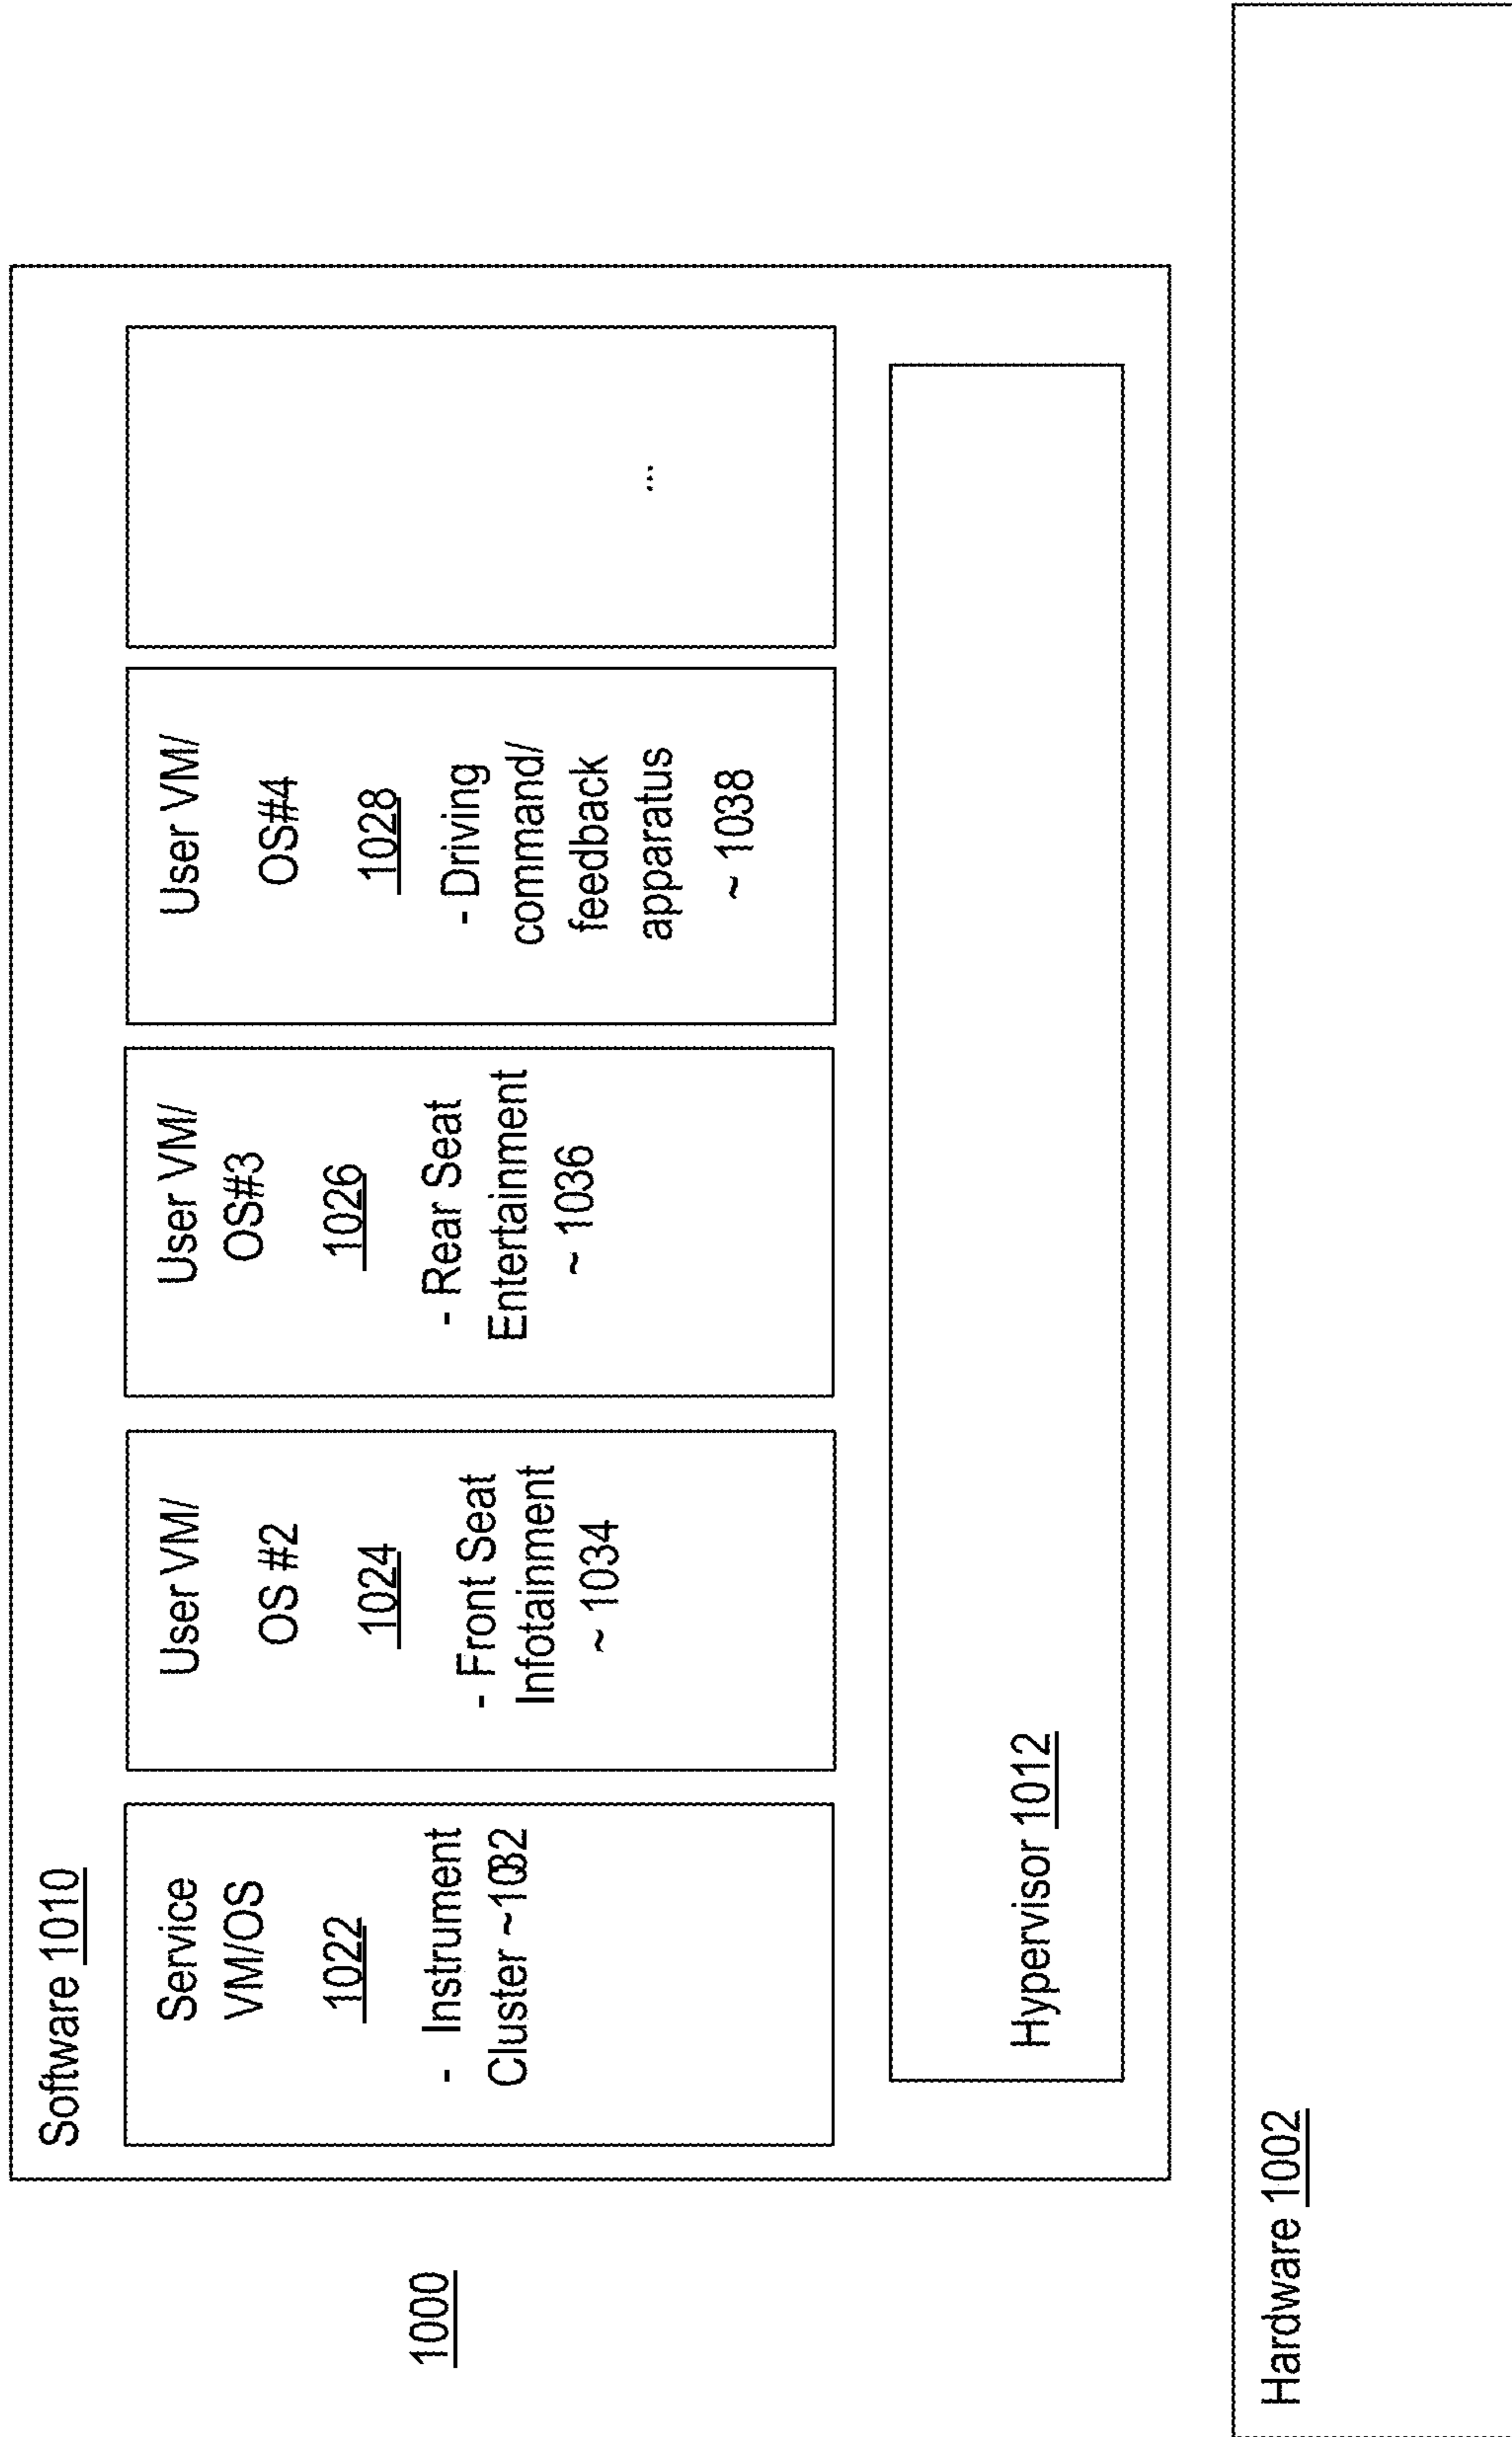 Software 1010
Service
VM/OS
1022
- Instrument
Cluster ~1032
User VM/
OS #2
1024
- Front Seat
Infotainment
~ 1034
User VM/
OS#3
1026
- Rear Seat
Entertainment
~ 1036
User VM/
OS#4
1028
- Driving
command/
feedback
apparatus
~ 1038
...
Hypervisor 1012
1000
Hardware 1002